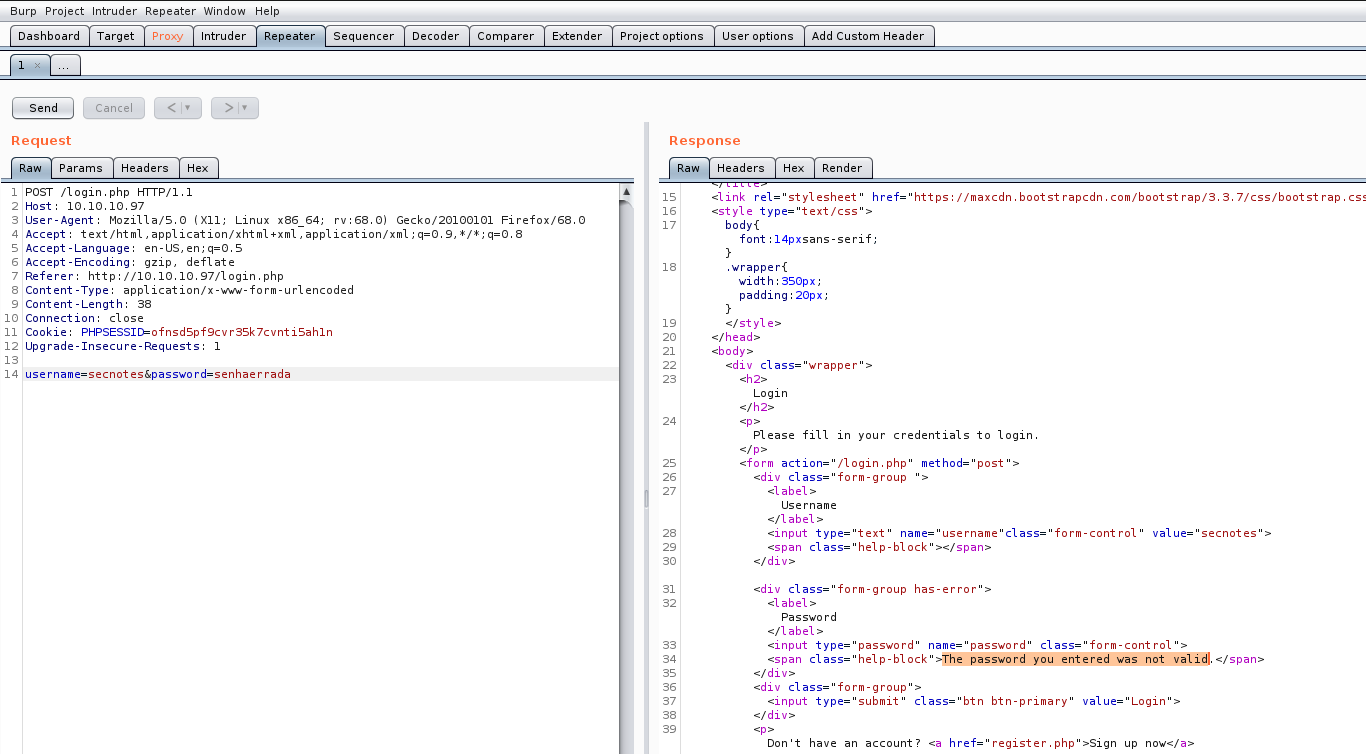 Burp Project Intruder Repeater Window Help
Dashboard Target Proxy Intruder Repeater Sequencer Decoder Comparer Extender Project options User options Add Custom Header
1 × ...
Send Cancel < ▼ > ▼
Request
Raw Params Headers Hex
1 POST /login.php HTTP/1.1
2 Host: 10.10.10.97
3 User-Agent: Mozilla/5.0 (X11; Linux x86_64; rv:68.0) Gecko/20100101 Firefox/68.0
4 Accept: text/html,application/xhtml+xml,application/xml;q=0.9,*/*;q=0.8
5 Accept-Language: en-US,en;q=0.5
6 Accept-Encoding: gzip, deflate
7 Referer: http://10.10.10.97/login.php
8 Content-Type: application/x-www-form-urlencoded
9 Content-Length: 38
10 Connection: close
11 Cookie: PHPSESSID=ofnsd5pf9cvr35k7cvnti5ah1n
12 Upgrade-Insecure-Requests: 1
13
14 username=secnotes&password=senhaerrada
Response
Raw Headers Hex Render
</title>
15 <link rel="stylesheet" href="https://maxcdn.bootstrapcdn.com/bootstrap/3.3.7/css/bootstrap.css
16 <style type="text/css">
17 body{
font:14pxsans-serif;
}
18 .wrapper{
width:350px;
padding:20px;
}
19 </style>
20 </head>
21 <body>
22 <div class="wrapper">
23 <h2>
Login
</h2>
24 <p>
Please fill in your credentials to login.
</p>
25 <form action="/login.php" method="post">
26 <div class="form-group ">
27 <label>
Username
</label>
28 <input type="text" name="username"class="form-control" value="secnotes">
29 <span class="help-block"></span>
30 </div>
31 <div class="form-group has-error">
32 <label>
Password
</label>
33 <input type="password" name="password" class="form-control">
34 <span class="help-block">The password you entered was not valid.</span>
35 </div>
36 <div class="form-group">
37 <input type="submit" class="btn btn-primary" value="Login">
38 </div>
39 <p>
Don't have an account? <a href="register.php">Sign up now</a>